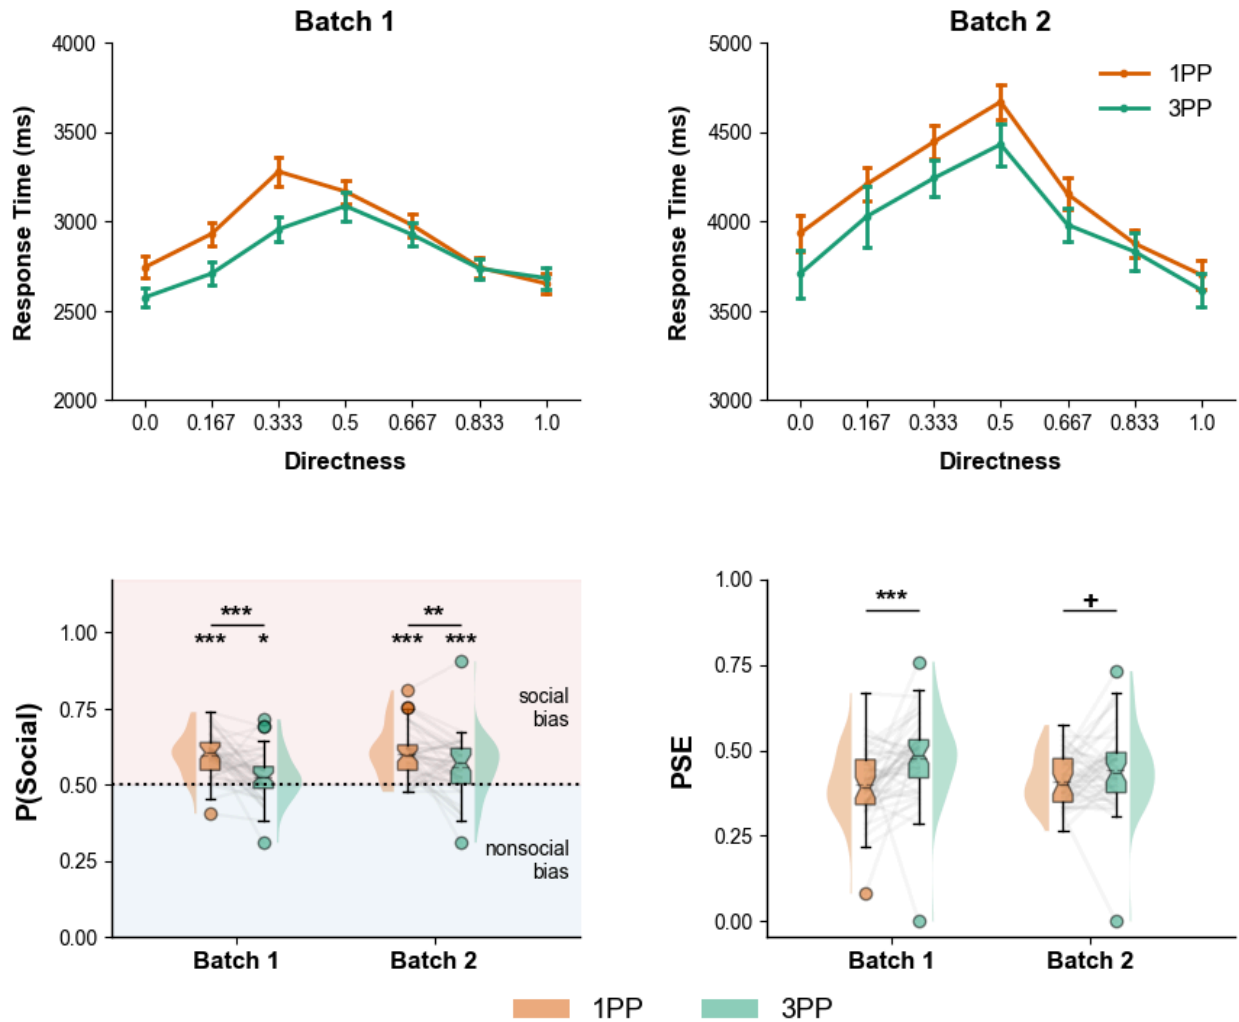 Batch 1
Batch 2
4000
3500
3000
2500
2000
Response Time (ms)
0.0 0.167 0.333 0.5 0.667 0.833 1.0
Directness
5000
4500
4000
3500
3000
Response Time (ms)
1PP
3PP
0.0 0.167 0.333 0.5 0.667 0.833 1.0
Directness
1.00
0.75
0.50
0.25
0.00
P(Social)
*** **
*** * *** ***
social
bias
nonsocial
bias
Batch 1 Batch 2
1.00
0.75
0.50
0.25
0.00
PSE
*** +
Batch 1 Batch 2
1PP 3PP